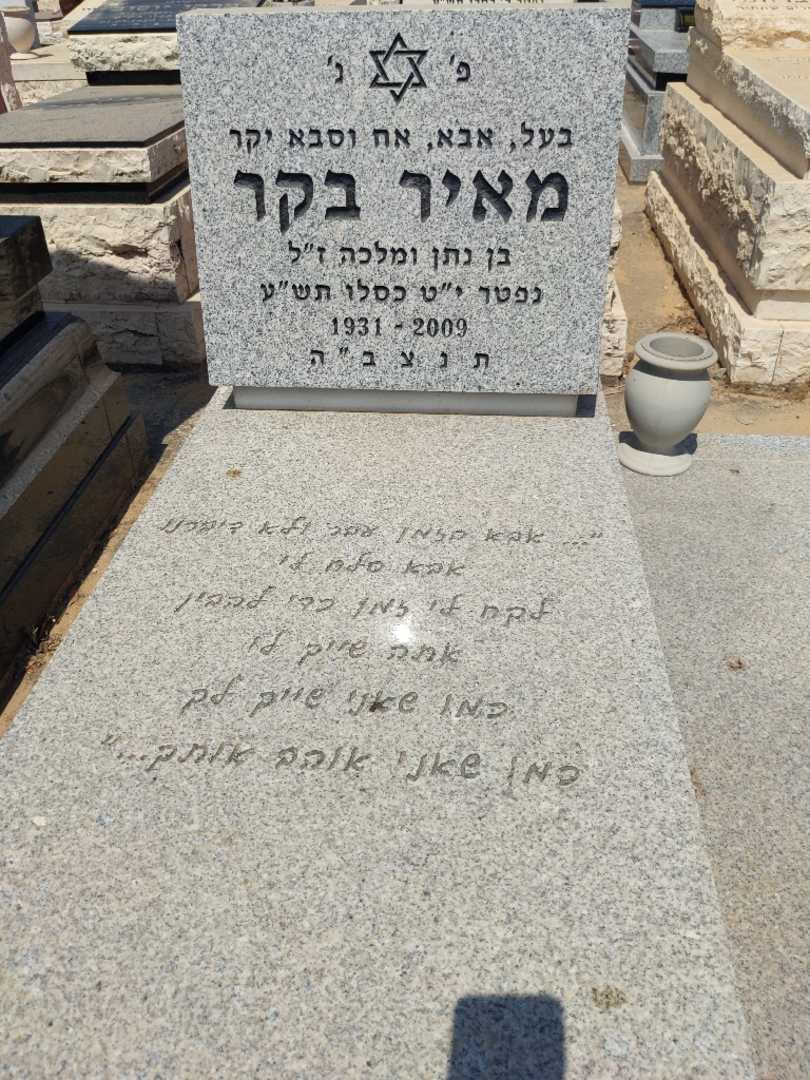 פ' נ'
בעל, אבא, אח וסבא יקר
מאיר בקר
בן נתן ומלכה ז"ל
נפטר י"ט כסלו תש"ע
1931 - 2009
ת נ צ ב "ה
"... אבא הזמן עבר ולא דיברנו
אבא סלח לי
לקח לי זמן כדי להבין
אתה שייך לי
כמו שאני שייך לך
כמו שאני אוהב אותך..."